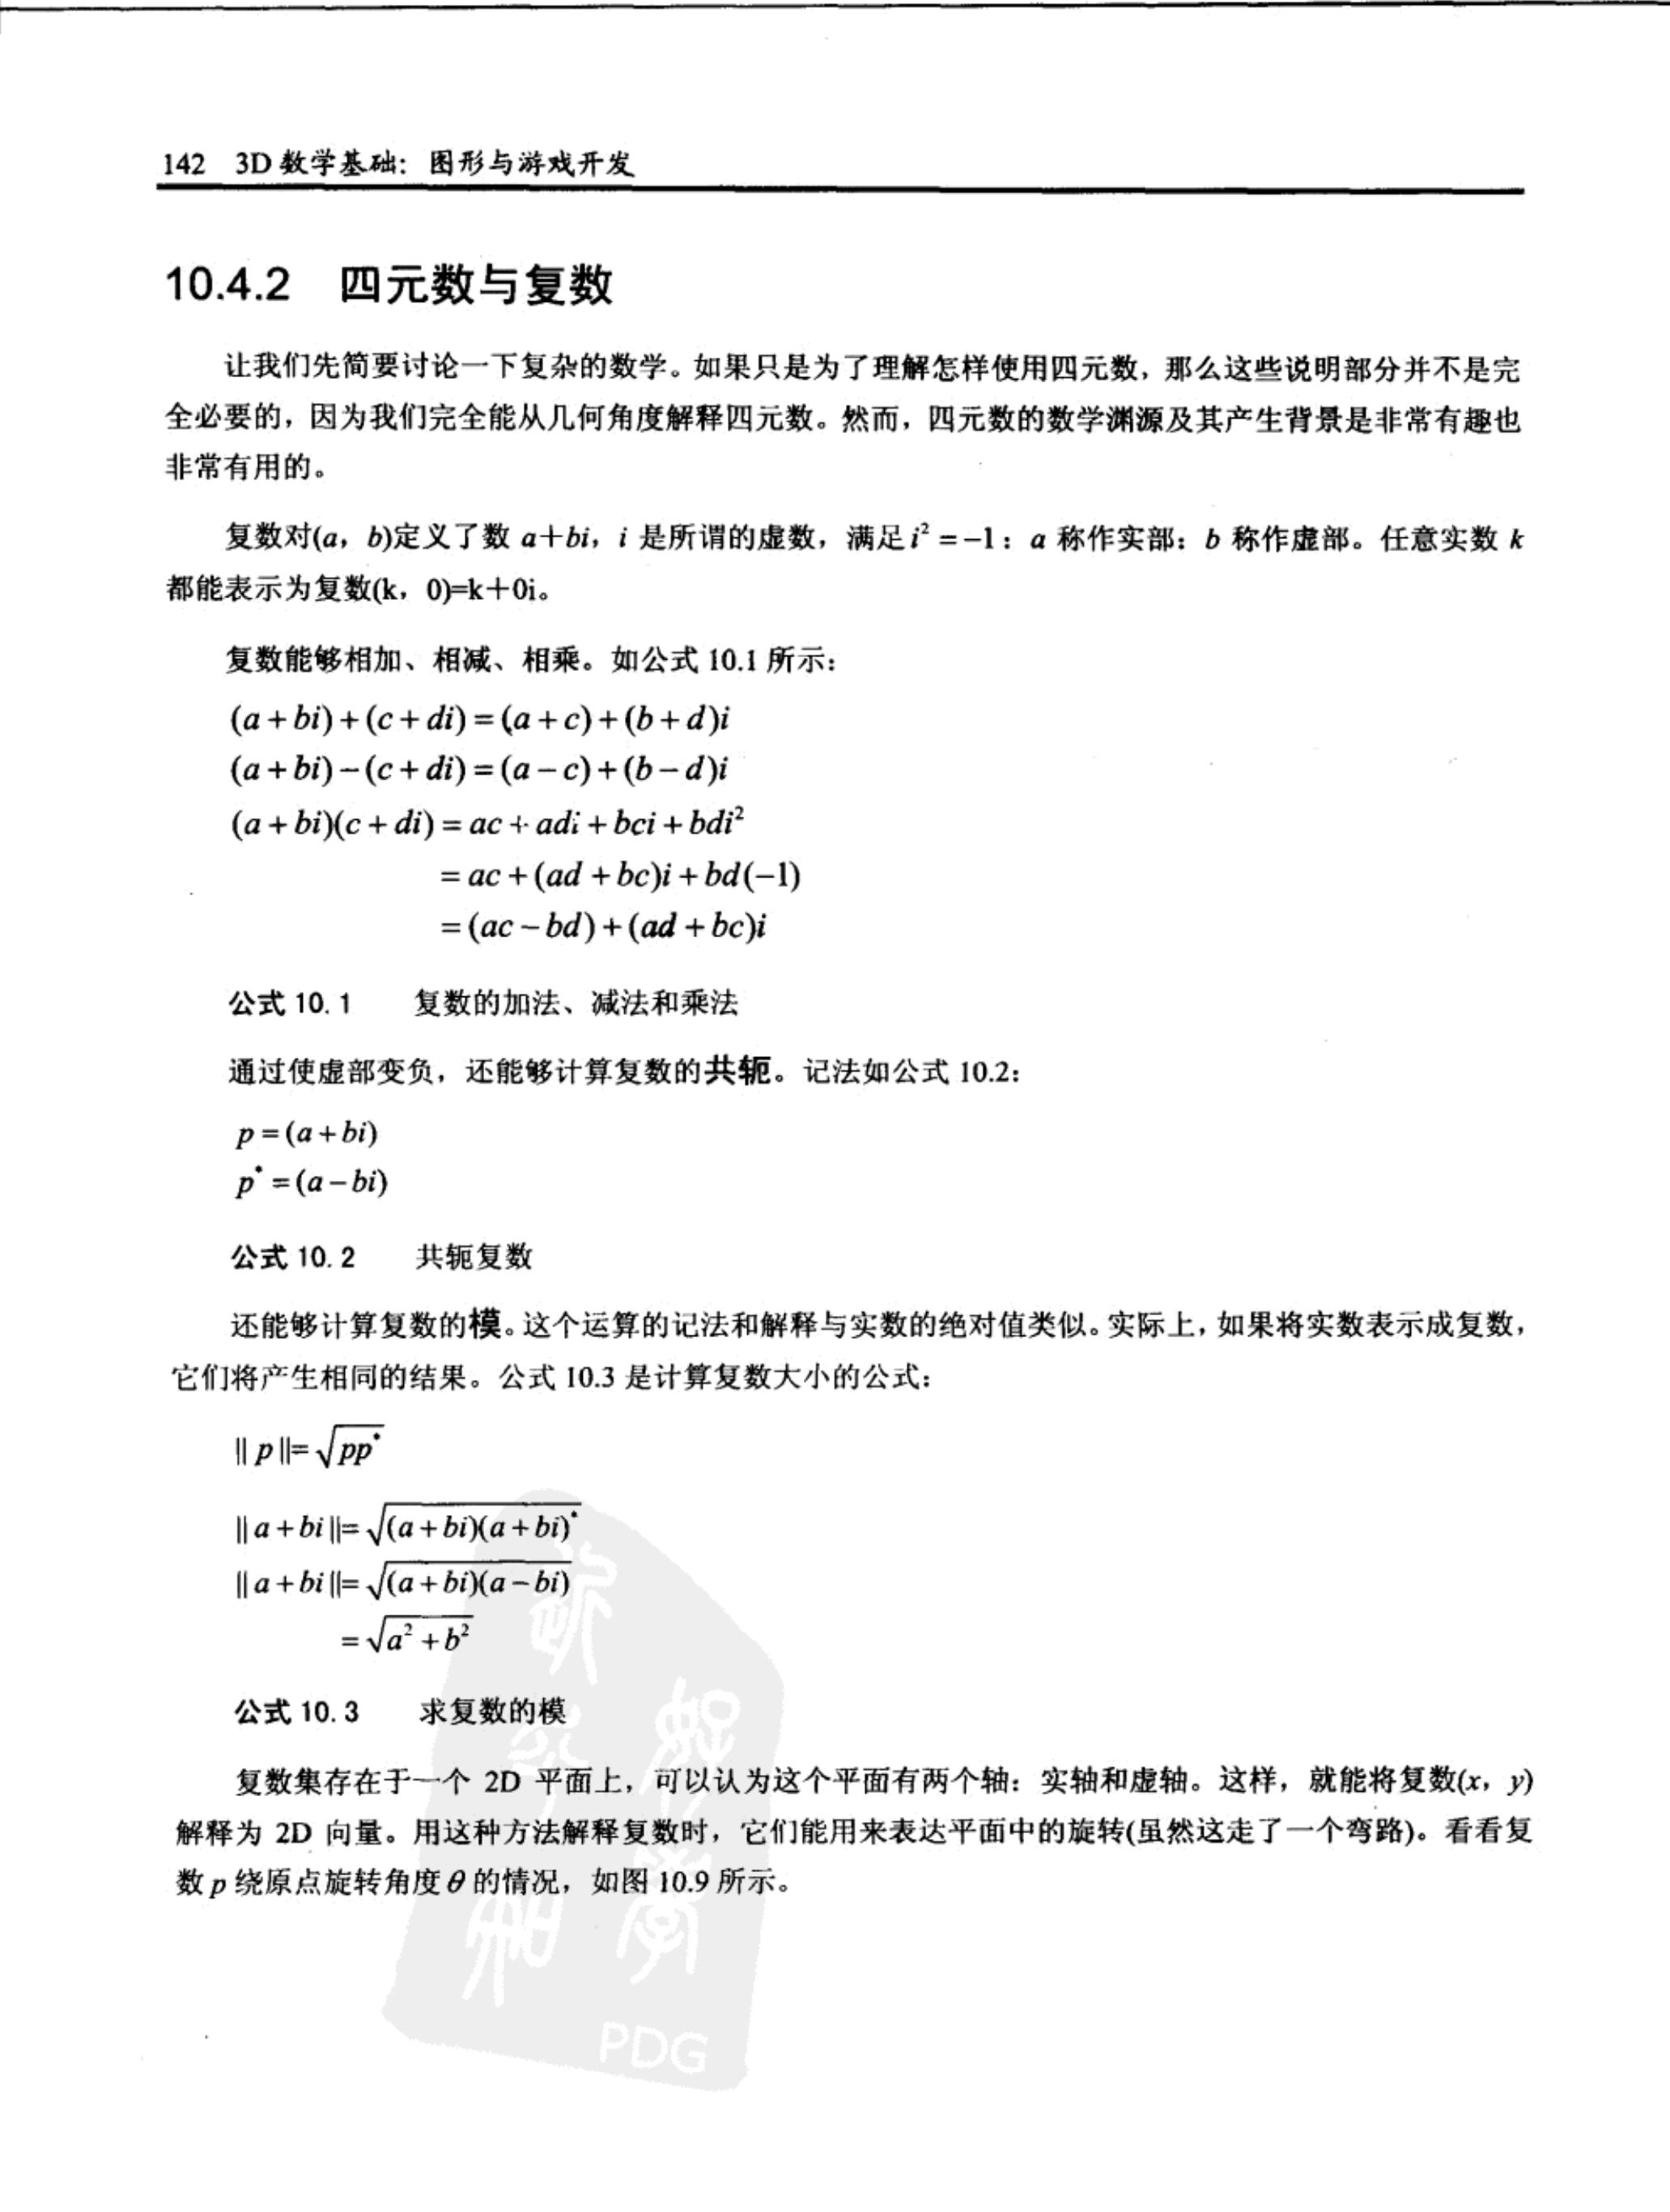 142 3D 数学基础：图形与游戏开发
10.4.2 四元数与复数
让我们先简要讨论一下复杂的数学。如果只是为了理解怎样使用四元数，那么这些说明部分并不是完
全必要的，因为我们完全能从几何角度解释四元数。然而，四元数的数学渊源及其产生背景是非常有趣也
非常有用的。
复数对(a，b)定义了数 a＋bi，i 是所谓的虚数，满足 i² = −1；a 称作实部；b 称作虚部。任意实数 k
都能表示为复数(k，0)=k＋0i。
复数能够相加、相减、相乘。如公式 10.1 所示：
(a + bi) + (c + di) = (a + c) + (b + d)i
(a + bi) − (c + di) = (a − c) + (b − d)i
(a + bi)(c + di) = ac + adi + bci + bdi²
= ac + (ad + bc)i + bd(−1)
= (ac − bd) + (ad + bc)i
公式 10.1 复数的加法、减法和乘法
通过使虚部变负，还能够计算复数的共轭。记法如公式 10.2：
p = (a + bi)
p* = (a − bi)
公式 10.2 共轭复数
还能够计算复数的模。这个运算的记法和解释与实数的绝对值类似。实际上，如果将实数表示成复数，
它们将产生相同的结果。公式 10.3 是计算复数大小的公式：
|| p ||= √(pp*)
|| a + bi ||= √((a + bi)(a + bi)*)
|| a + bi ||= √((a + bi)(a − bi))
= √(a² + b²)
公式 10.3 求复数的模
复数集存在于一个 2D 平面上，可以认为这个平面有两个轴：实轴和虚轴。这样，就能将复数(x，y)
解释为 2D 向量。用这种方法解释复数时，它们能用来表达平面中的旋转(虽然这走了一个弯路)。看看复
数 p 绕原点旋转角度 θ 的情况，如图 10.9 所示。
PDG